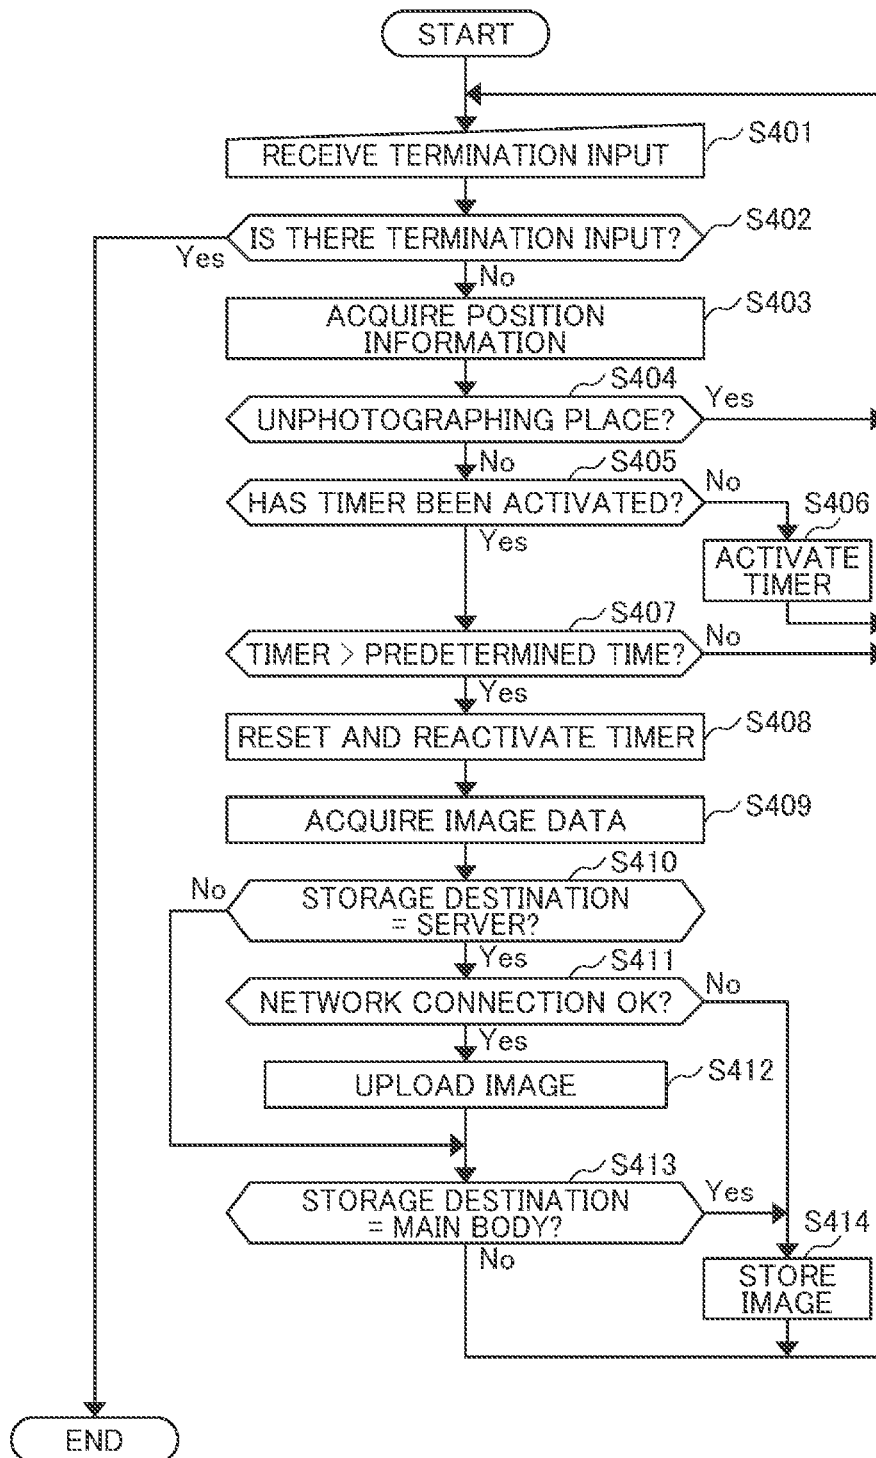 START
RECEIVE TERMINATION INPUT
S401
IS THERE TERMINATION INPUT?
S402
Yes
No
ACQUIRE POSITION
INFORMATION
S403
S404
UNPHOTOGRAPHING PLACE?
Yes
No
S405
HAS TIMER BEEN ACTIVATED?
No
S406
Yes
ACTIVATE
TIMER
S407
TIMER > PREDETERMINED TIME?
No
Yes
RESET AND REACTIVATE TIMER
S408
ACQUIRE IMAGE DATA
S409
S410
No
STORAGE DESTINATION
= SERVER?
Yes
S411
NETWORK CONNECTION OK?
No
Yes
UPLOAD IMAGE
S412
S413
STORAGE DESTINATION
= MAIN BODY?
Yes
No
S414
STORE
IMAGE
END